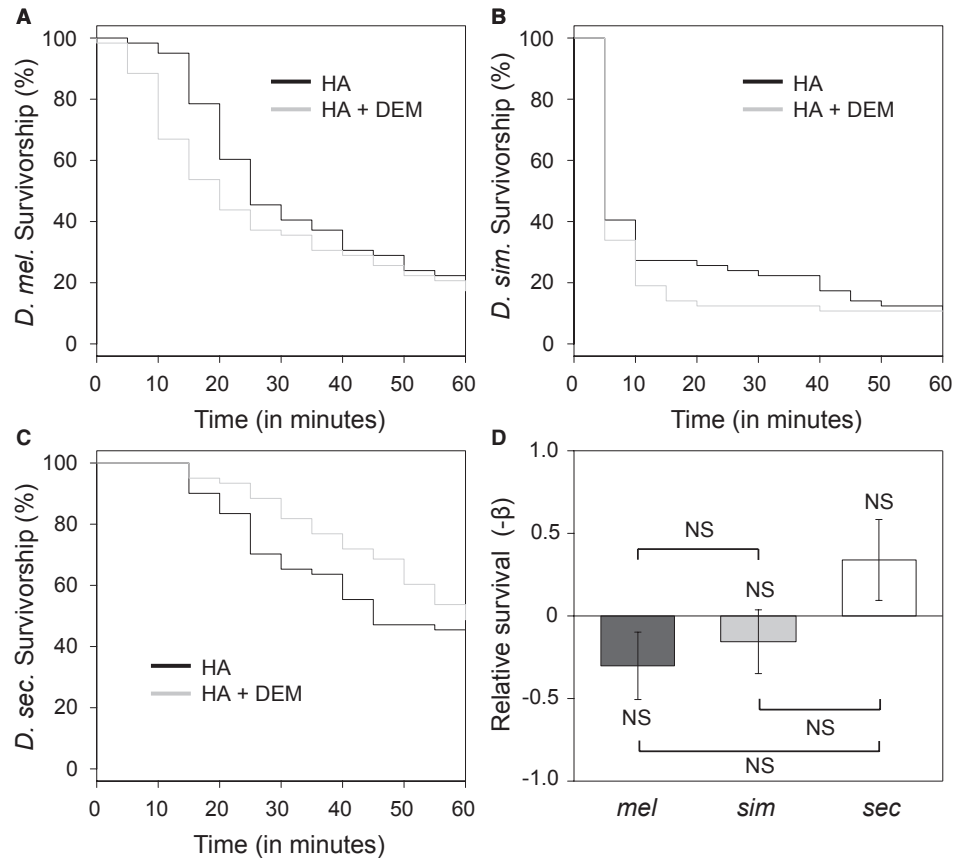 A
D. mel. Survivorship (%)
100
80
60
40
20
0
HA
HA + DEM
0 10 20 30 40 50 60
Time (in minutes)
B
D. sim. Survivorship (%)
100
80
60
40
20
0
HA
HA + DEM
0 10 20 30 40 50 60
Time (in minutes)
C
D. sec. Survivorship (%)
100
80
60
40
20
0
HA
HA + DEM
0 10 20 30 40 50 60
Time (in minutes)
D
Relative survival (-β)
1.0
0.5
0
-0.5
-1.0
NS
NS
NS
NS
NS
NS
mel sim sec